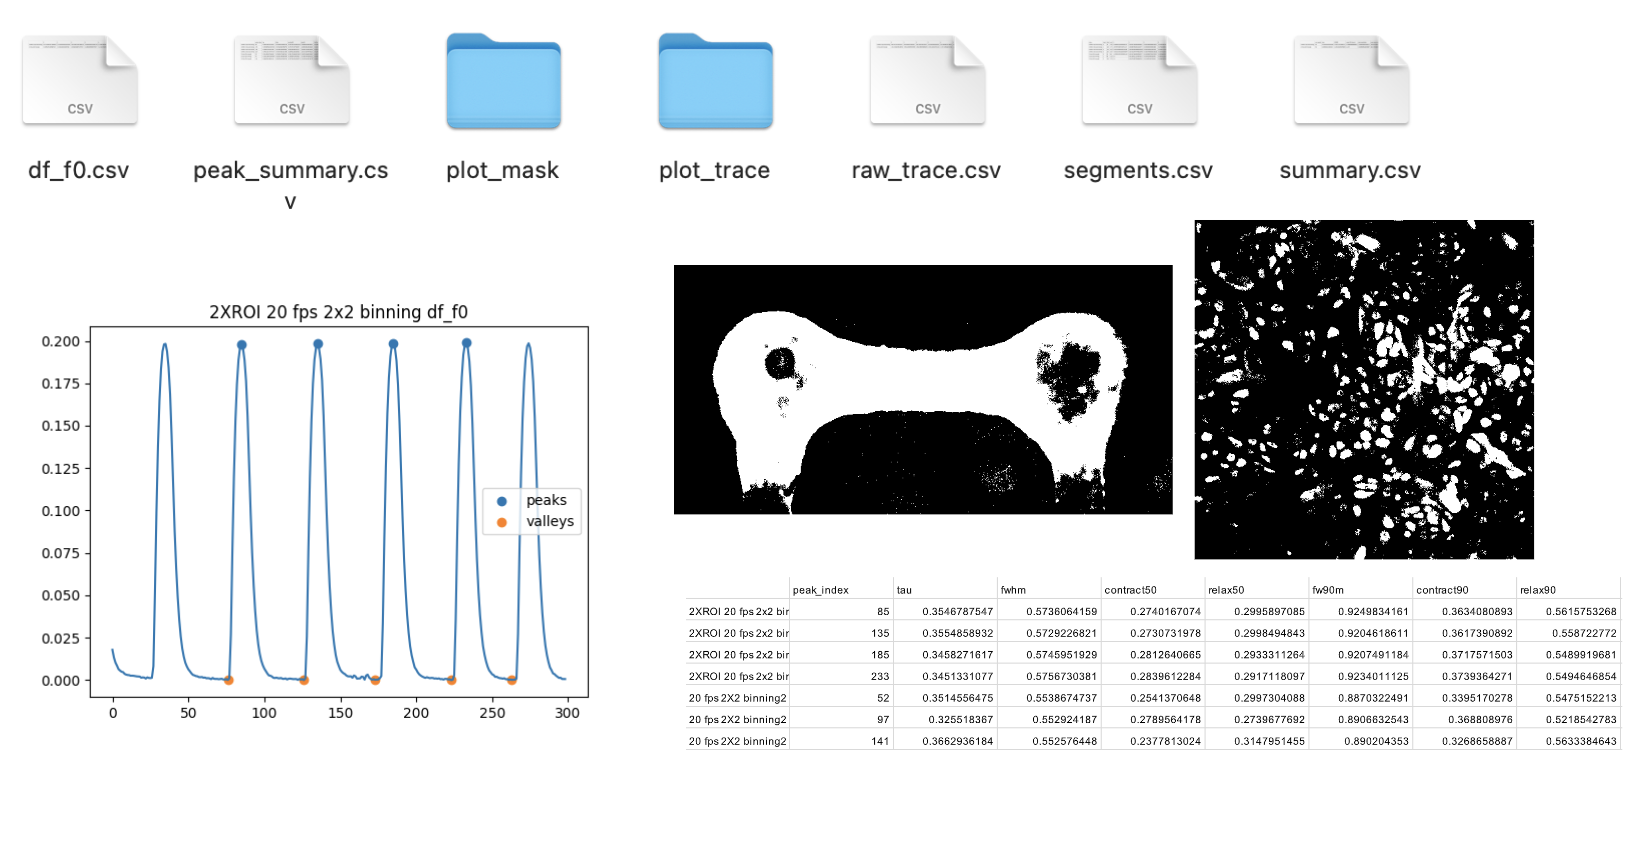 CSV
CSV
CSV
CSV
CSV
df_f0.csv
peak_summary.cs
v
plot_mask
plot_trace
raw_trace.csv
segments.csv
summary.csv
2XROI 20 fps 2x2 binning df_f0
0.200
0.175
0.150
0.125
0.100
0.075
0.050
0.025
0.000
peaks
valleys
0 50 100 150 200 250 300
peak_index tau fwhm contract50 relax50 fw90m contract90 relax90
2XROI 20 fps 2x2 bir 85 0.3546787547 0.5736064159 0.2740167074 0.2995897085 0.9249834161 0.3634080893 0.5615753268
2XROI 20 fps 2x2 bir 135 0.3554858932 0.5729226821 0.2730731978 0.2998494843 0.9204618611 0.3617390892 0.558722772
2XROI 20 fps 2x2 bir 185 0.3458271617 0.5745951929 0.2812640665 0.2933311264 0.9207491184 0.3717571503 0.5489919681
2XROI 20 fps 2x2 bir 233 0.3451331077 0.5756730381 0.2839612284 0.2917118097 0.9234011125 0.3739364271 0.5494646854
20 fps 2X2 binning2 52 0.3514556475 0.5538674737 0.2541370648 0.2997304088 0.8870322491 0.3395170278 0.5475152213
20 fps 2X2 binning2 97 0.325518367 0.552924187 0.2789564178 0.2739677692 0.8906632543 0.368808976 0.5218542783
20 fps 2X2 binning2 141 0.3662936184 0.552576448 0.2377813024 0.3147951455 0.890204353 0.3268658887 0.5633384643